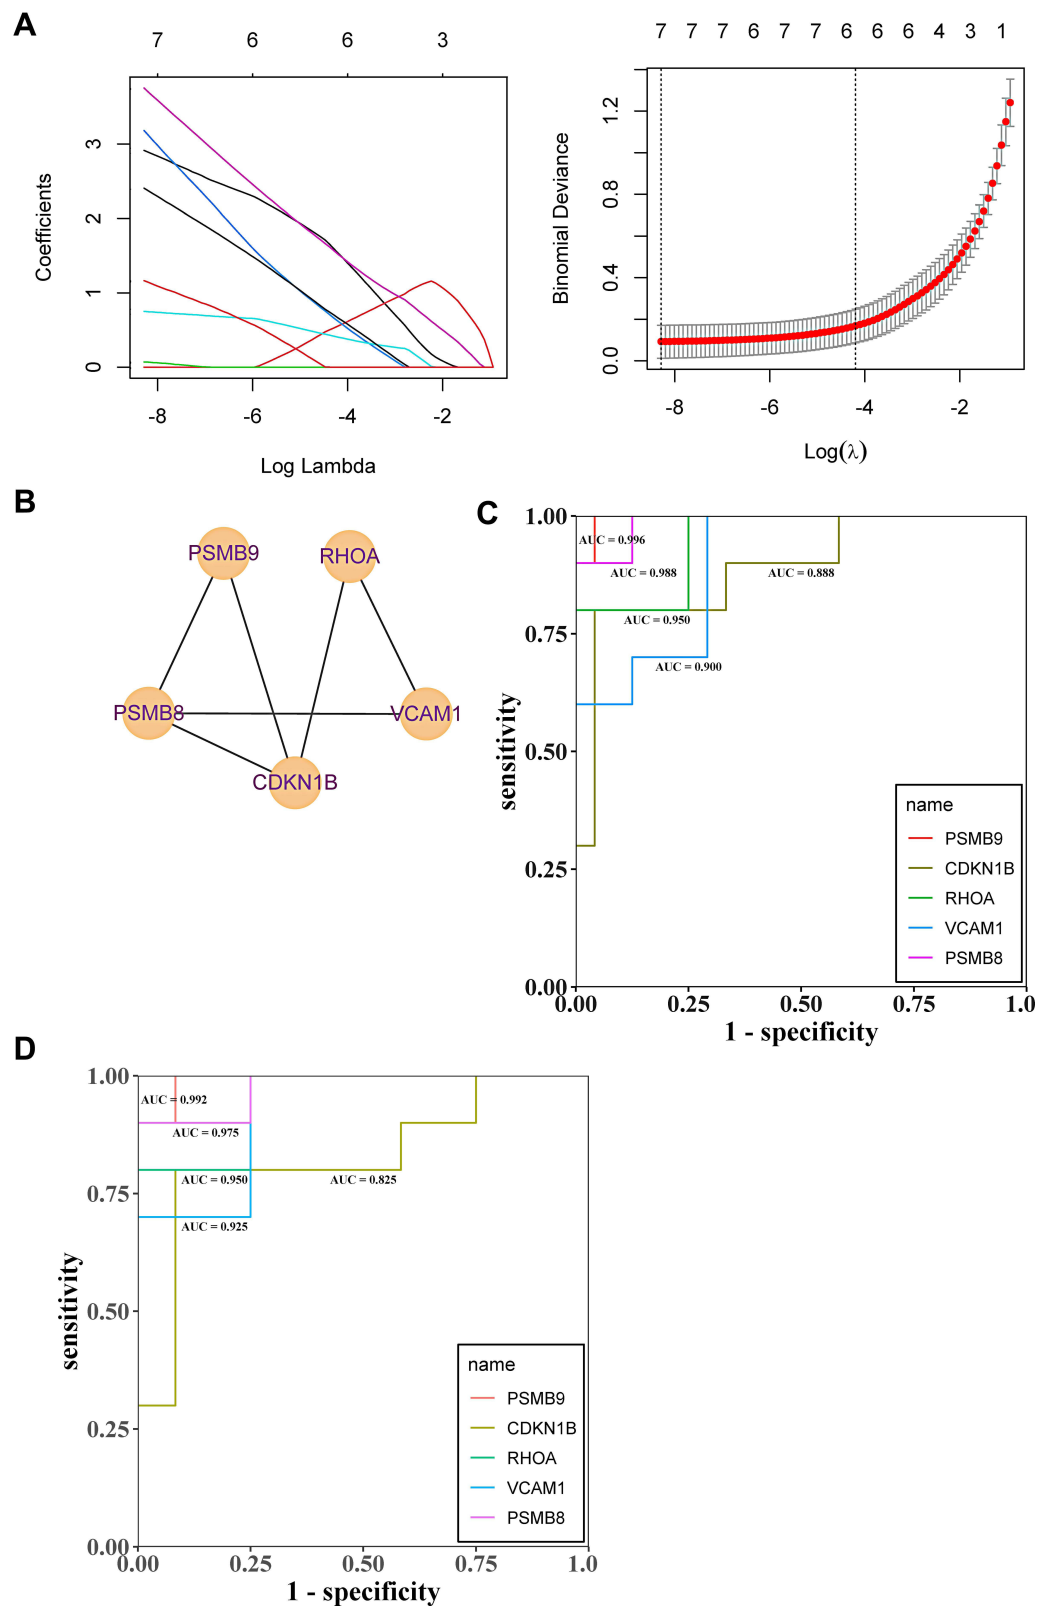 A
7 6 6 3
Coefficients
3
2
1
0
-8 -6 -4 -2
Log Lambda
7 7 7 6 7 7 6 6 6 4 3 1
Binomial Deviance
1.2
0.8
0.4
0.0
-8 -6 -4 -2
Log(λ)
B
PSMB9
RHOA
PSMB8
VCAM1
CDKN1B
C
sensitivity
1.00
0.75
0.50
0.25
0.00
AUC = 0.996
AUC = 0.988
AUC = 0.888
AUC = 0.950
AUC = 0.900
name
PSMB9
CDKN1B
RHOA
VCAM1
PSMB8
0.00 0.25 0.50 0.75 1.0
1 - specificity
D
sensitivity
1.00
0.75
0.50
0.25
0.00
AUC = 0.992
AUC = 0.975
AUC = 0.950
AUC = 0.825
AUC = 0.925
name
PSMB9
CDKN1B
RHOA
VCAM1
PSMB8
0.00 0.25 0.50 0.75 1.0
1 - specificity